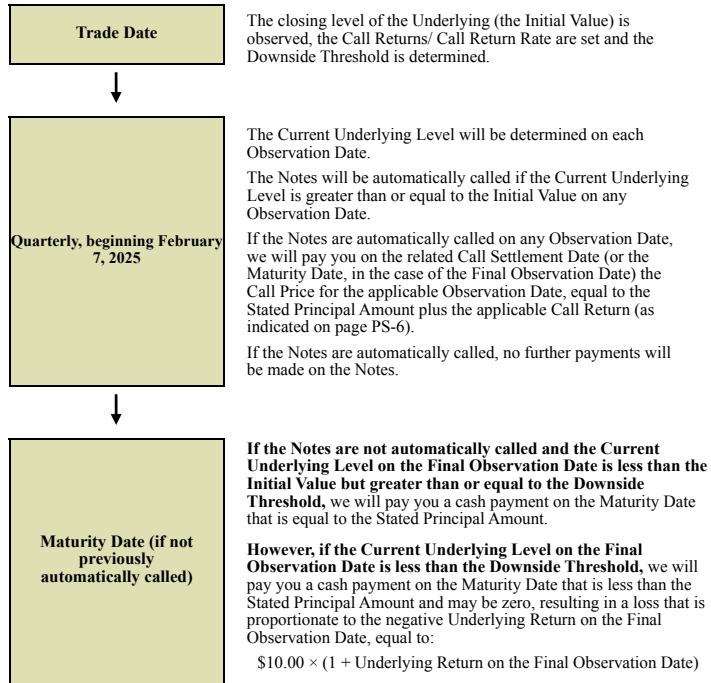 Trade Date
The closing level of the Underlying (the Initial Value) is
observed, the Call Returns/ Call Return Rate are set and the
Downside Threshold is determined.
Quarterly, beginning February
7, 2025
The Current Underlying Level will be determined on each
Observation Date.
The Notes will be automatically called if the Current Underlying
Level is greater than or equal to the Initial Value on any
Observation Date.
If the Notes are automatically called on any Observation Date,
we will pay you on the related Call Settlement Date (or the
Maturity Date, in the case of the Final Observation Date) the
Call Price for the applicable Observation Date, equal to the
Stated Principal Amount plus the applicable Call Return (as
indicated on page PS-6).
If the Notes are automatically called, no further payments will
be made on the Notes.
Maturity Date (if not
previously
automatically called)
If the Notes are not automatically called and the Current
Underlying Level on the Final Observation Date is less than the
Initial Value but greater than or equal to the Downside
Threshold, we will pay you a cash payment on the Maturity Date
that is equal to the Stated Principal Amount.
However, if the Current Underlying Level on the Final
Observation Date is less than the Downside Threshold, we will
pay you a cash payment on the Maturity Date that is less than the
Stated Principal Amount and may be zero, resulting in a loss that is
proportionate to the negative Underlying Return on the Final
Observation Date, equal to:
$10.00 × (1 + Underlying Return on the Final Observation Date)